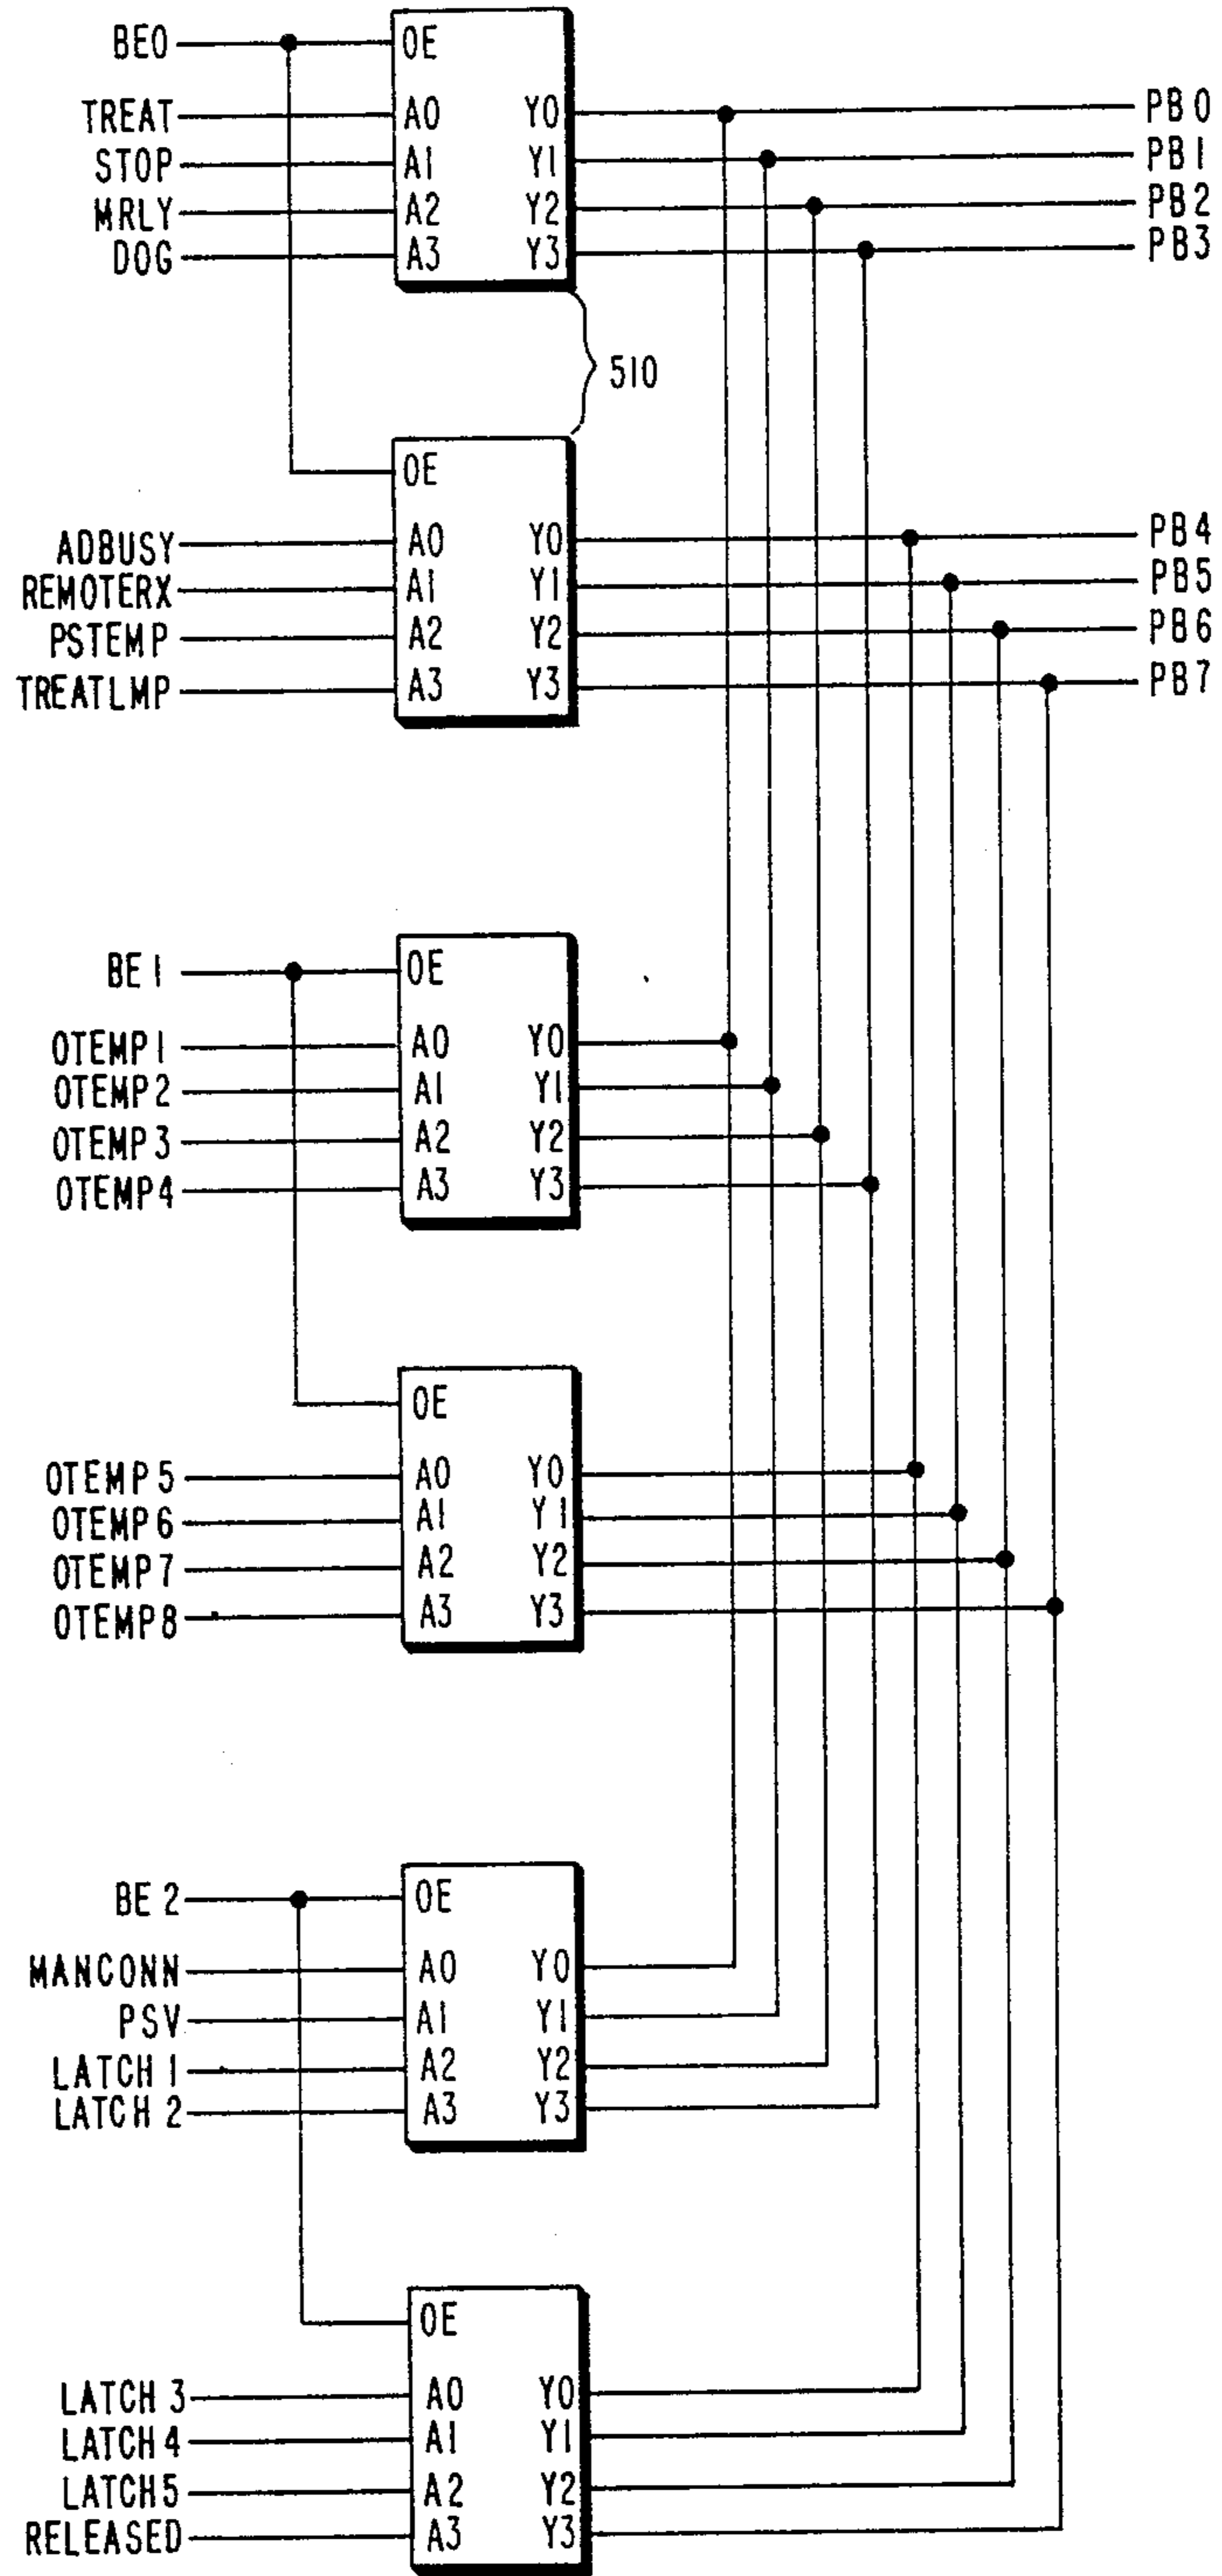 BE0 OE
TREAT A0 Y0 PB0
STOP A1 Y1 PB1
MRLY A2 Y2 PB2
DOG A3 Y3 PB3
510
OE
ADBUSY A0 Y0 PB4
REMOTERX A1 Y1 PB5
PSTEMP A2 Y2 PB6
TREATLMP A3 Y3 PB7
BE1 OE
OTEMP1 A0 Y0
OTEMP2 A1 Y1
OTEMP3 A2 Y2
OTEMP4 A3 Y3
OE
OTEMP5 A0 Y0
OTEMP6 A1 Y1
OTEMP7 A2 Y2
OTEMP8 A3 Y3
BE2 OE
MANCONN A0 Y0
PSV A1 Y1
LATCH1 A2 Y2
LATCH2 A3 Y3
OE
LATCH3 A0 Y0
LATCH4 A1 Y1
LATCH5 A2 Y2
RELEASED A3 Y3